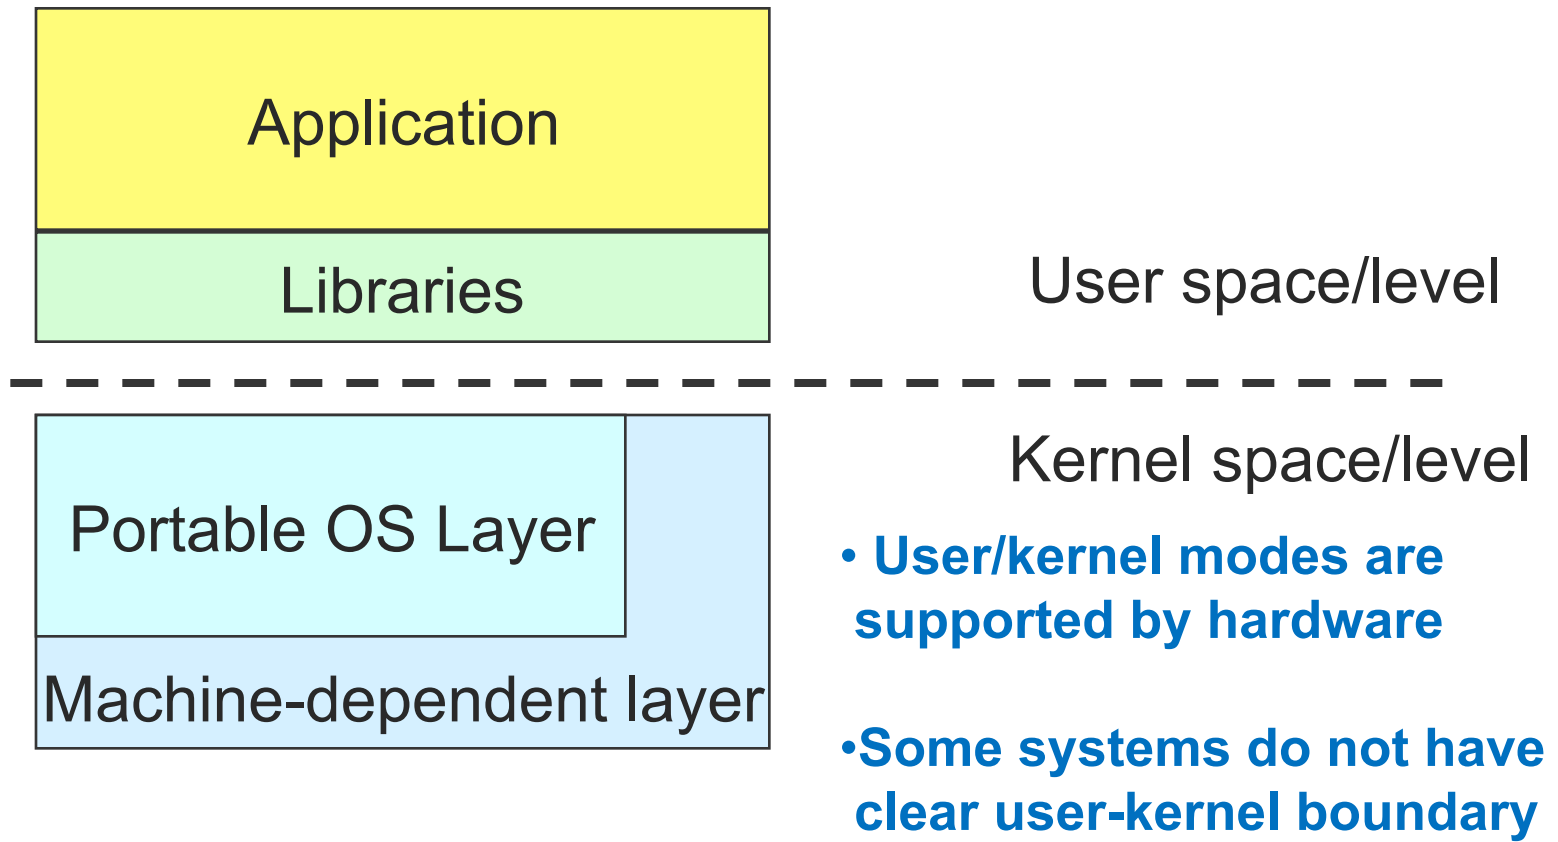 Application
Libraries
User space/level
Kernel space/level
Portable OS Layer
Machine-dependent layer
• User/kernel modes are
supported by hardware
•Some systems do not have
clear user-kernel boundary